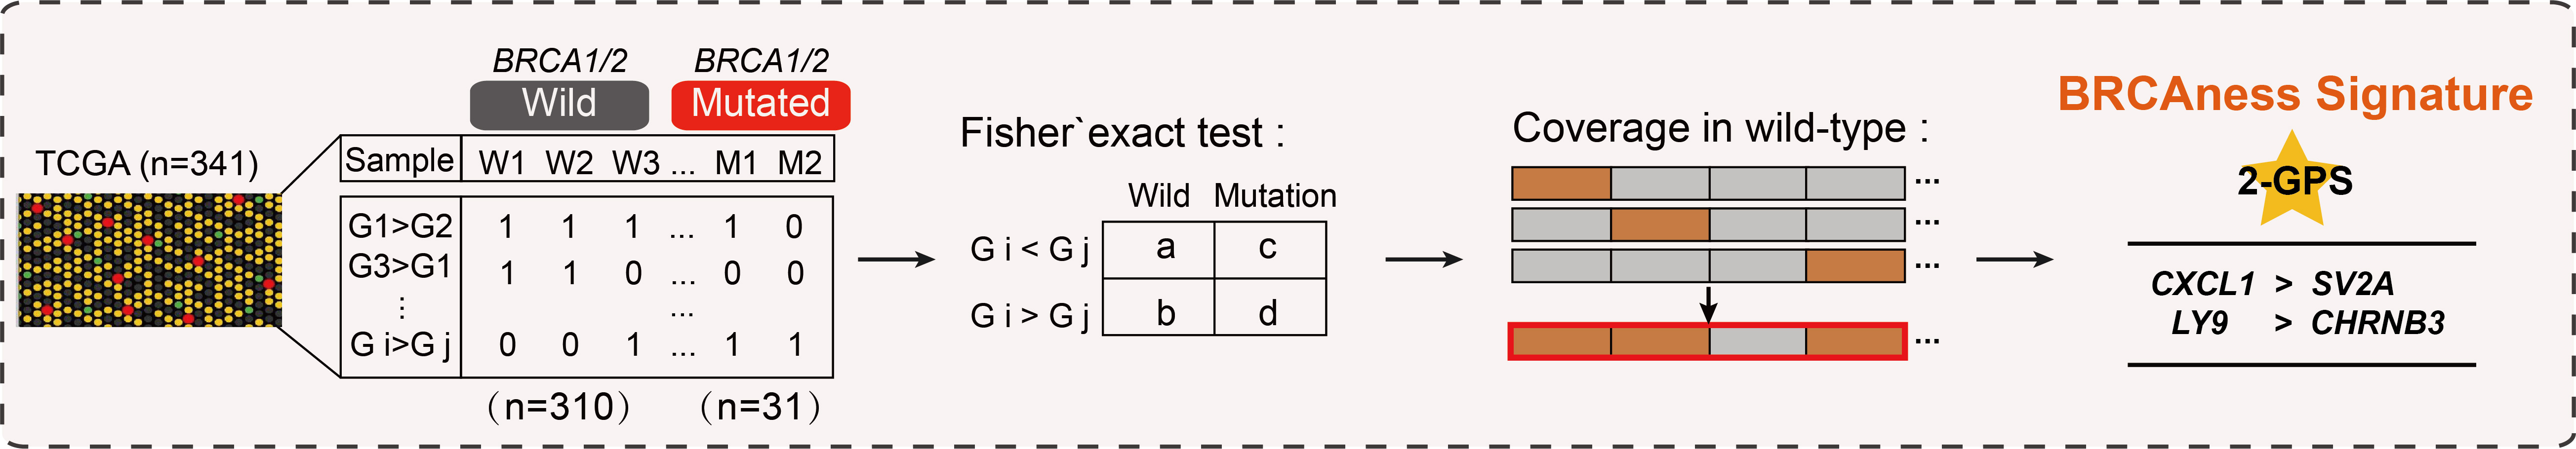 TCGA (n=341)
BRCA1/2 BRCA1/2
Wild Mutated
Sample W1 W2 W3 ... M1 M2
G1>G2 1 1 1 ... 1 0
G3>G1 1 1 0 ... 0 0
⋮ ...
G i>G j 0 0 1 ... 1 1
(n=310) (n=31)
Fisher`exact test :
Wild Mutation
G i < G j a c
G i > G j b d
Coverage in wild-type :
...
...
...
...
BRCAness Signature
2-GPS
CXCL1 > SV2A
LY9 > CHRNB3